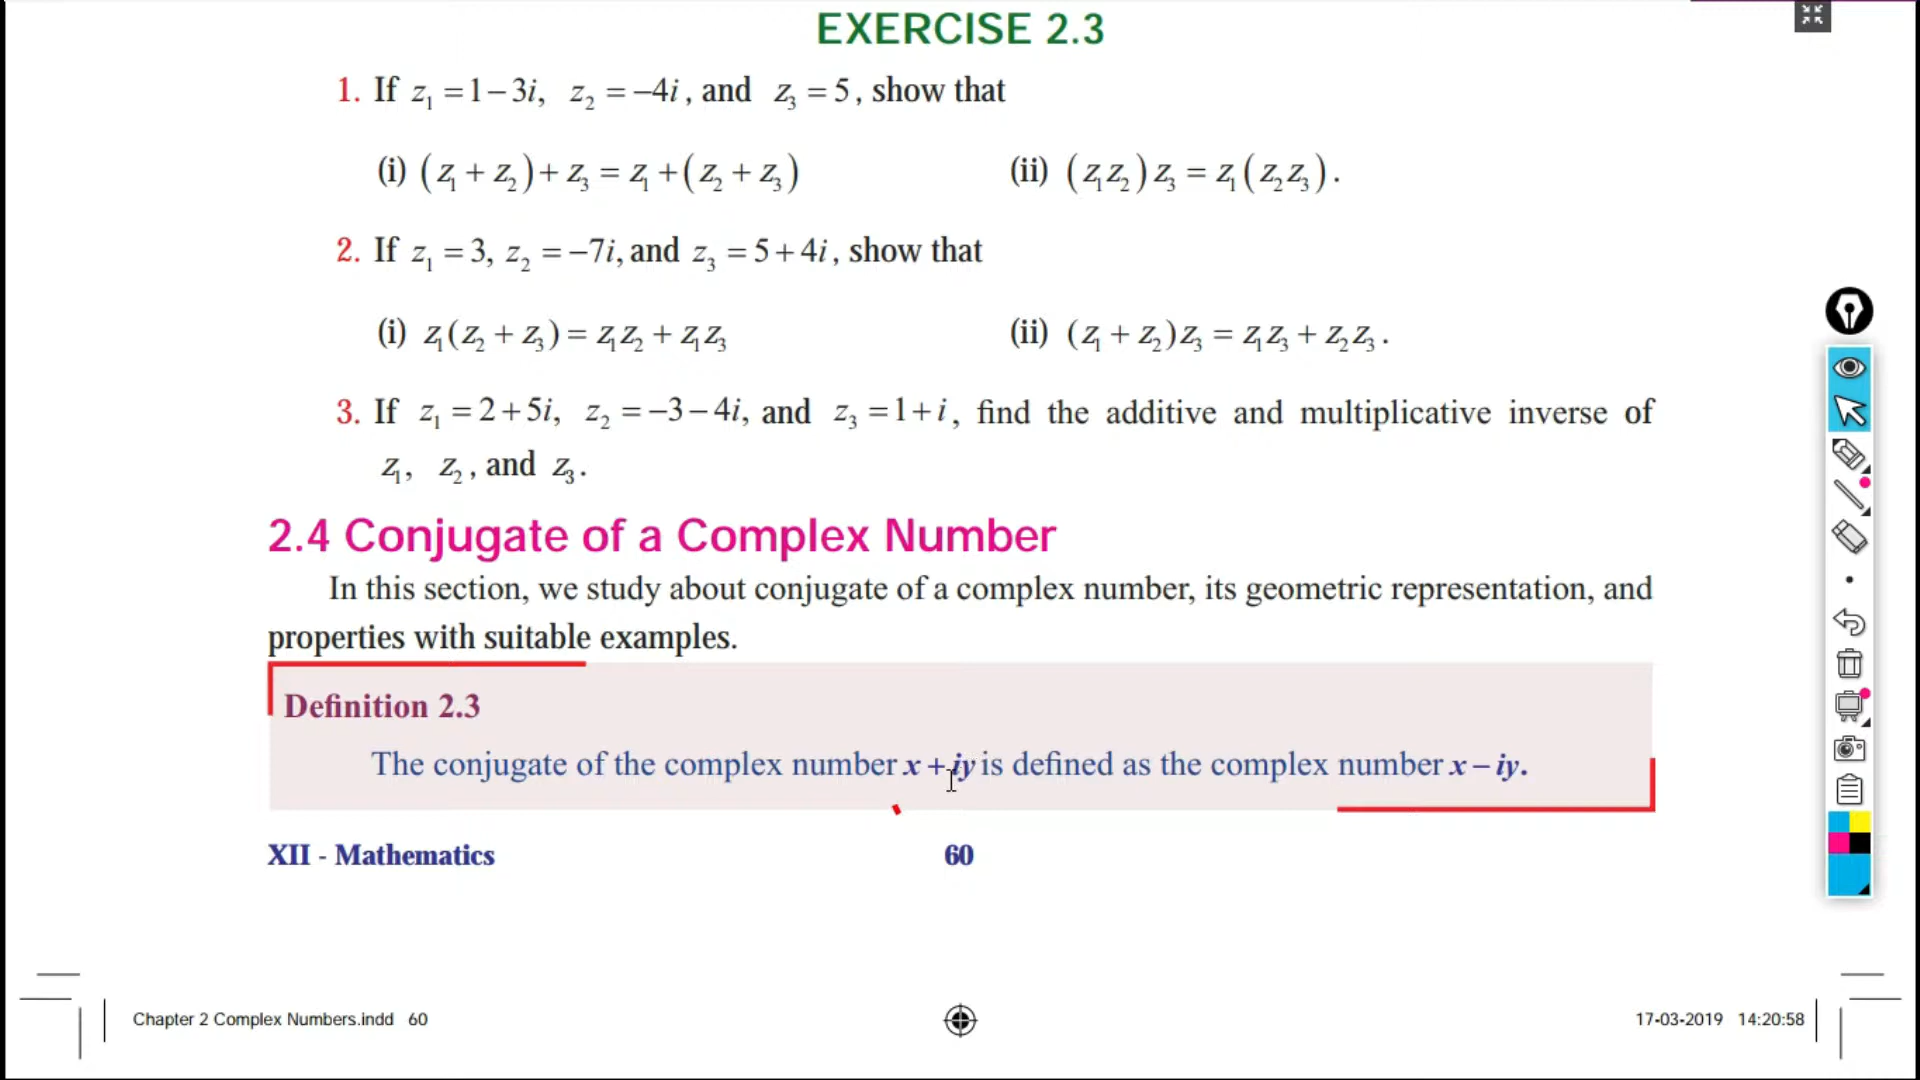 EXERCISE 2.3
1. If z₁ = 1 − 3i, z₂ = −4i, and z₃ = 5, show that
(i) (z₁ + z₂) + z₃ = z₁ + (z₂ + z₃) (ii) (z₁z₂)z₃ = z₁(z₂z₃).
2. If z₁ = 3, z₂ = −7i, and z₃ = 5 + 4i, show that
(i) z₁(z₂ + z₃) = z₁z₂ + z₁z₃ (ii) (z₁ + z₂)z₃ = z₁z₃ + z₂z₃.
3. If z₁ = 2 + 5i, z₂ = −3 − 4i, and z₃ = 1 + i, find the additive and multiplicative inverse of
z₁, z₂, and z₃.
2.4 Conjugate of a Complex Number
In this section, we study about conjugate of a complex number, its geometric representation, and
properties with suitable examples.
Definition 2.3
The conjugate of the complex number x + iy is defined as the complex number x − iy.
XII - Mathematics 60
Chapter 2 Complex Numbers.indd 60 17-03-2019 14:20:58